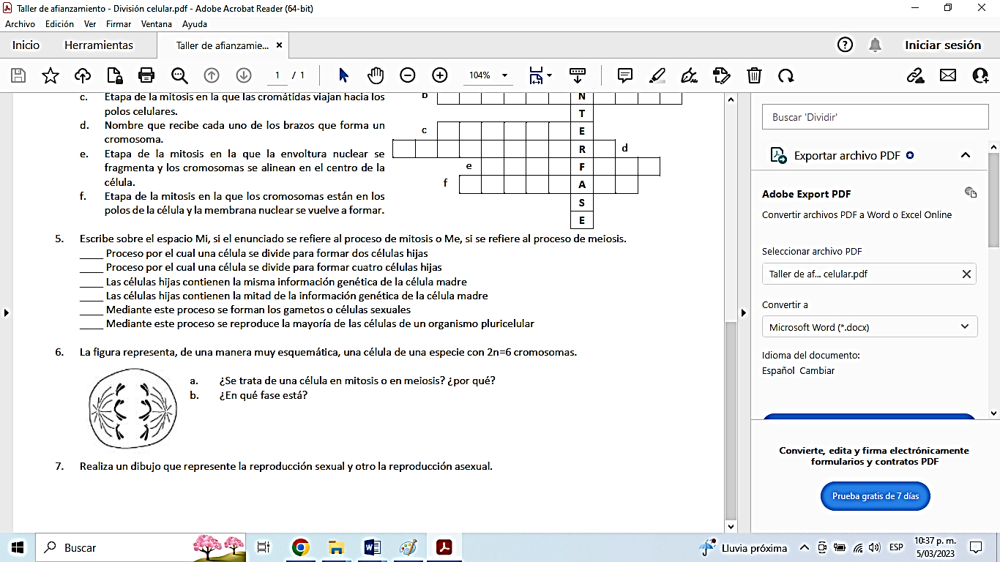 Taller de afianzamiento - División celular.pdf - Adobe Acrobat Reader (64-bit)
Archivo Edición Ver Firmar Ventana Ayuda
Inicio Herramientas Taller de afianzamie... × Iniciar sesión
1 / 1 104%
c. Etapa de la mitosis en la que las cromátidas viajan hacia los
polos celulares.
d. Nombre que recibe cada uno de los brazos que forma un
cromosoma.
e. Etapa de la mitosis en la que la envoltura nuclear se
fragmenta y los cromosomas se alinean en el centro de la
célula.
f. Etapa de la mitosis en la que los cromosomas están en los
polos de la célula y la membrana nuclear se vuelve a formar.
b N
T
c E
R d
e F
f A
S
E
5. Escribe sobre el espacio Mi, si el enunciado se refiere al proceso de mitosis o Me, si se refiere al proceso de meiosis.
____ Proceso por el cual una célula se divide para formar dos células hijas
____ Proceso por el cual una célula se divide para formar cuatro células hijas
____ Las células hijas contienen la misma información genética de la célula madre
____ Las células hijas contienen la mitad de la información genética de la célula madre
____ Mediante este proceso se forman los gametos o células sexuales
____ Mediante este proceso se reproduce la mayoría de las células de un organismo pluricelular
6. La figura representa, de una manera muy esquemática, una célula de una especie con 2n=6 cromosomas.
a. ¿Se trata de una célula en mitosis o en meiosis? ¿por qué?
b. ¿En qué fase está?
7. Realiza un dibujo que represente la reproducción sexual y otro la reproducción asexual.
Buscar 'Dividir'
Exportar archivo PDF
Adobe Export PDF
Convertir archivos PDF a Word o Excel Online
Seleccionar archivo PDF
Taller de af... celular.pdf
Convertir a
Microsoft Word (*.docx)
Idioma del documento:
Español Cambiar
Convierte, edita y firma electrónicamente
formularios y contratos PDF
Prueba gratis de 7 días
Buscar
Lluvia próxima
ESP
10:37 p. m.
5/03/2023